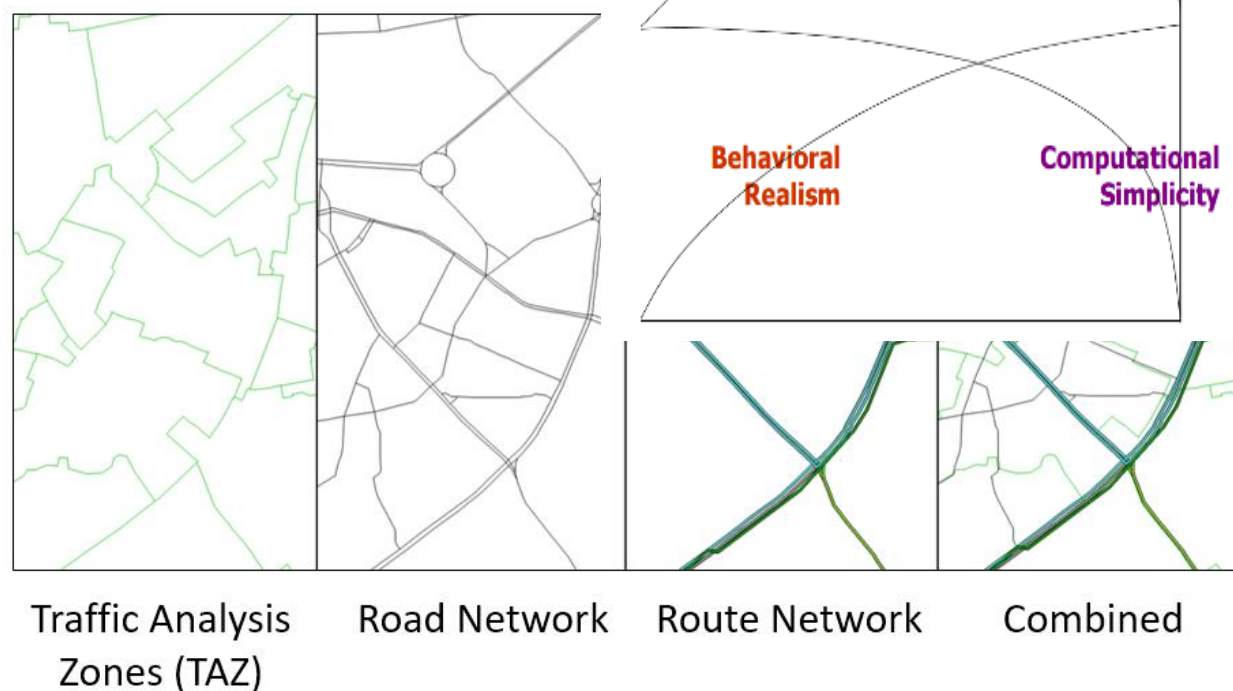 Behavioral
Realism
Computational
Simplicity
Traffic Analysis
Zones (TAZ)
Road Network
Route Network
Combined